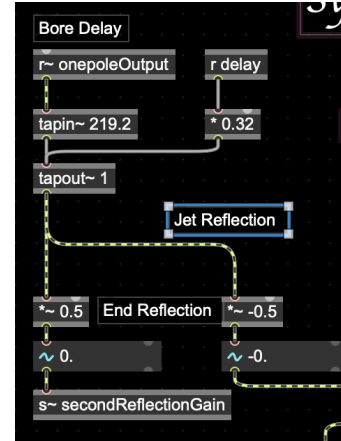 Bore Delay
r~ onepoleOutput
r delay
tapin~ 219.2
* 0.32
tapout~ 1
Jet Reflection
*~ 0.5
End Reflection
*~ -0.5
0.
-0.
s~ secondReflectionGain